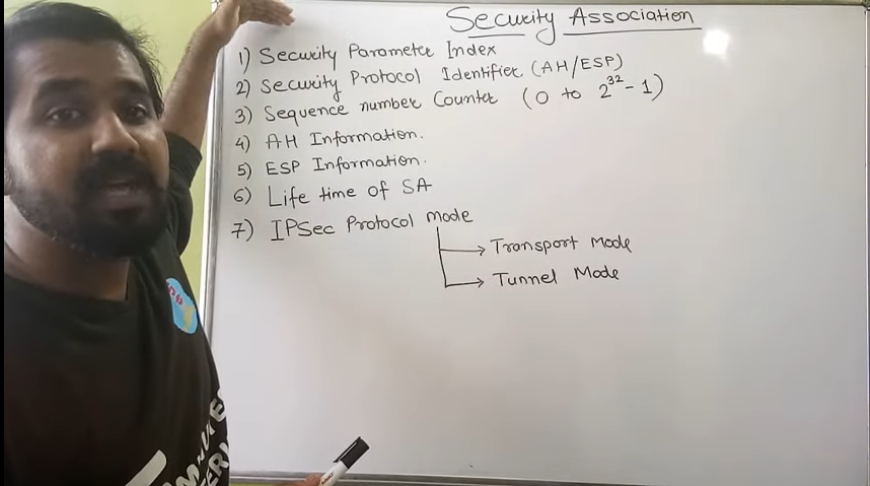 Security Association
1) Security Parameter Index
2) Security Protocol Identifier (AH/ESP)
3) Sequence number Counter (0 to 2³² - 1)
4) AH Information.
5) ESP Information.
6) Life time of SA
7) IPSec Protocol mode
→ Transport Mode
→ Tunnel Mode